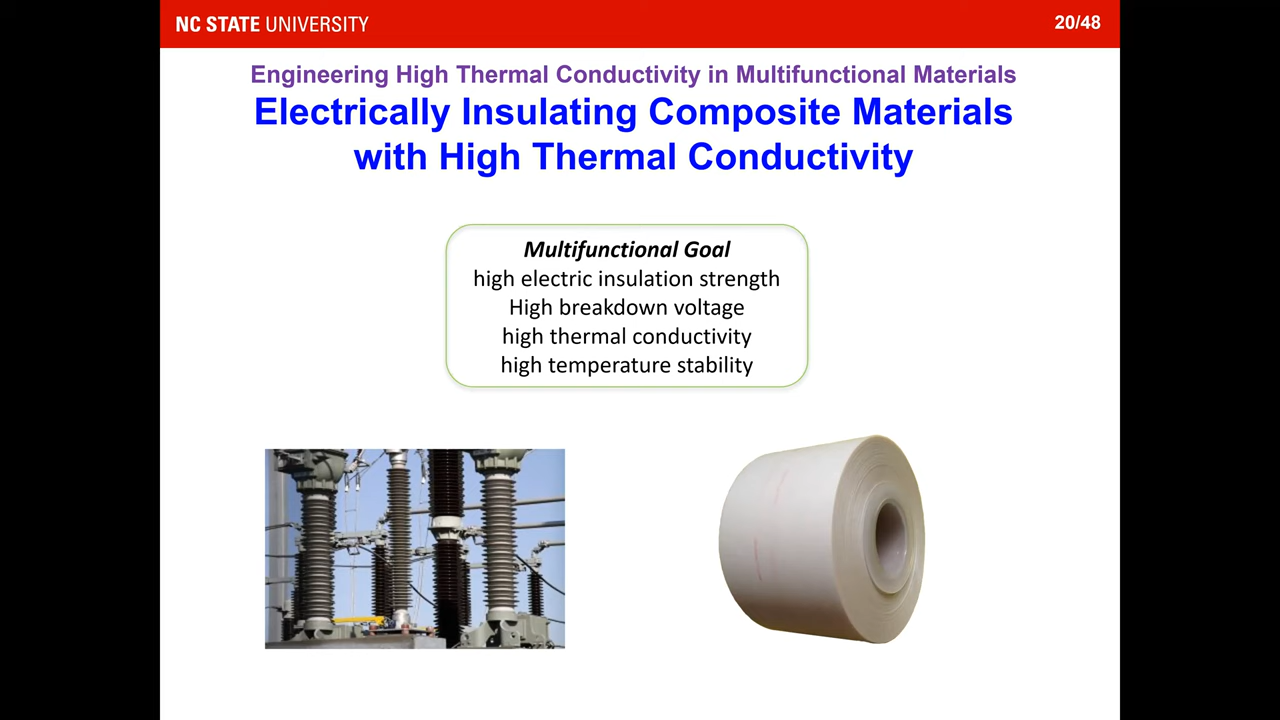 NC STATE UNIVERSITY
20/48
Engineering High Thermal Conductivity in Multifunctional Materials
Electrically Insulating Composite Materials
with High Thermal Conductivity
Multifunctional Goal
high electric insulation strength
High breakdown voltage
high thermal conductivity
high temperature stability